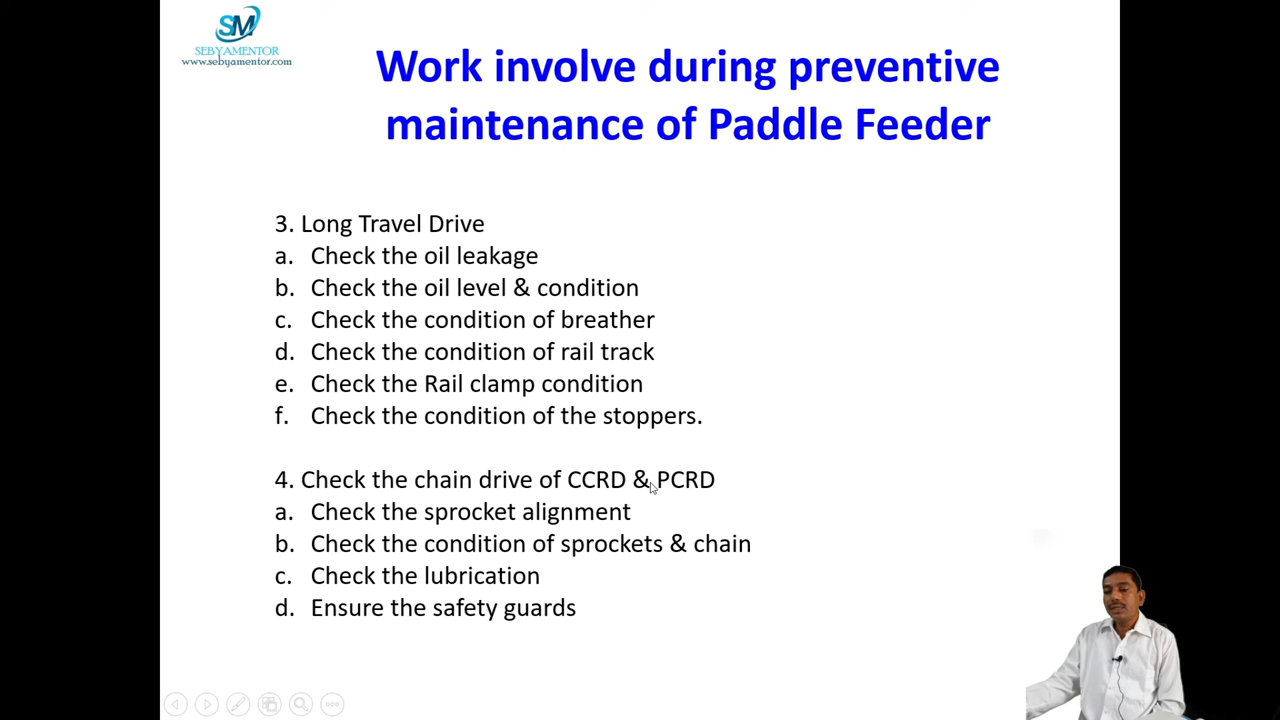 SM
SEBYAMENTOR
www.sebyamentor.com
Work involve during preventive
maintenance of Paddle Feeder
3. Long Travel Drive
a. Check the oil leakage
b. Check the oil level & condition
c. Check the condition of breather
d. Check the condition of rail track
e. Check the Rail clamp condition
f. Check the condition of the stoppers.
4. Check the chain drive of CCRD & PCRD
a. Check the sprocket alignment
b. Check the condition of sprockets & chain
c. Check the lubrication
d. Ensure the safety guards